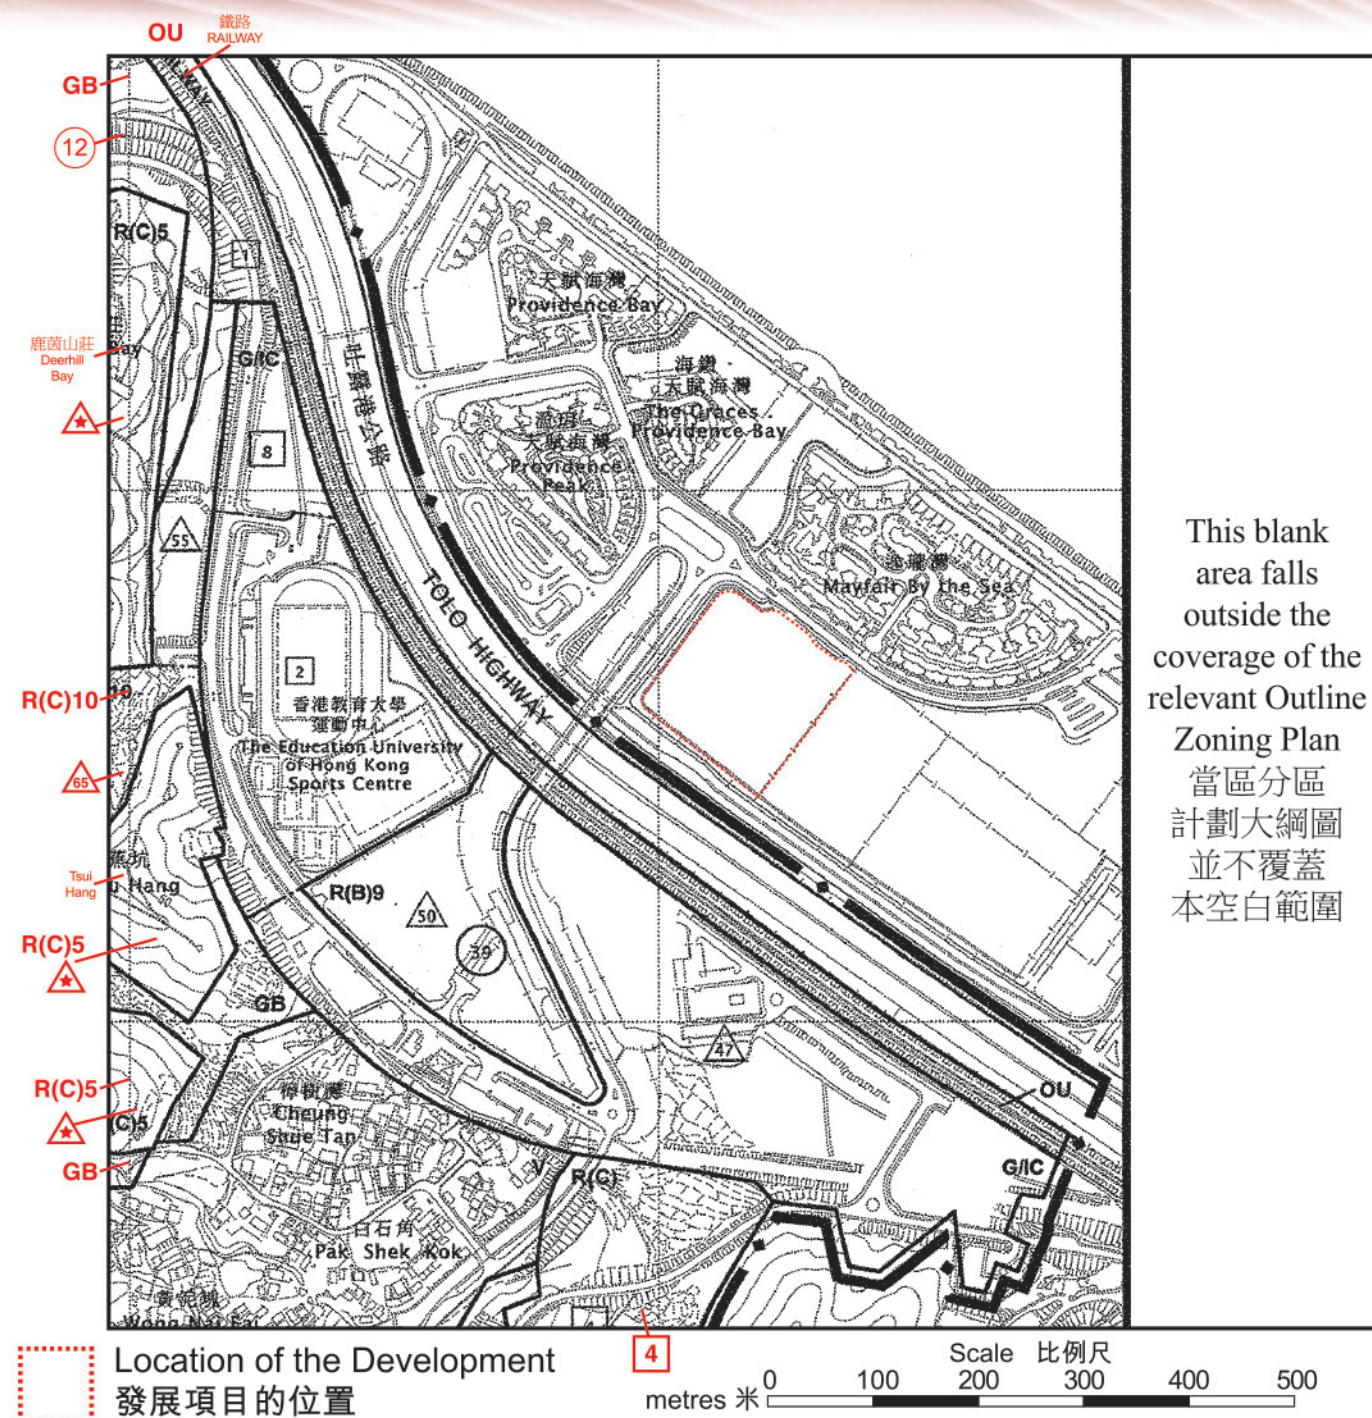 OU
鐵路
RAILWAY
GB
12
R(C)5
1
天賦海灣
Providence Bay
鹿茵山莊
Deerhill
Bay
G/IC
吐露港公路
海鑽
天賦海灣
The Graces
Providence Bay
天賦海灣
Providence
Peak
8
55
逸瓏灣
Mayfair By the Sea
This blank
area falls
outside the
coverage of the
relevant Outline
Zoning Plan
當區分區
計劃大綱圖
並不覆蓋
本空白範圍
TOLO HIGHWAY
2
香港教育大學
運動中心
The Education University
of Hong Kong
Sports Centre
R(C)10
65
Tsui
Hang
R(B)9
50
39
R(C)5
GB
47
R(C)5
(C)5
樟樹灘
Cheung
Shue Tan
OU
GB
V
R(C)
G/IC
白石角
Pak Shek Kok
Wong Nai Fai
4
Location of the Development
發展項目的位置
Scale 比例尺
metres 米
0 100 200 300 400 500